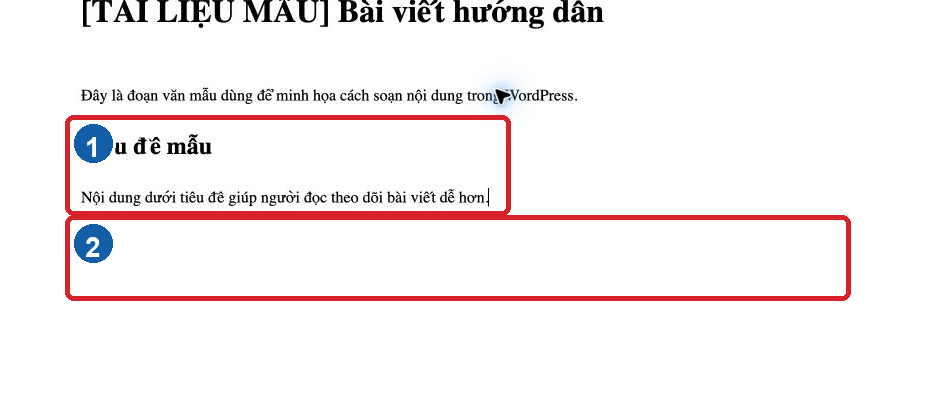 [TÀI LIỆU MẪU] Bài viết hướng dẫn
Đây là đoạn văn mẫu dùng để minh họa cách soạn nội dung trong WordPress.
1
u đề mẫu
Nội dung dưới tiêu đề giúp người đọc theo dõi bài viết dễ hơn.
2